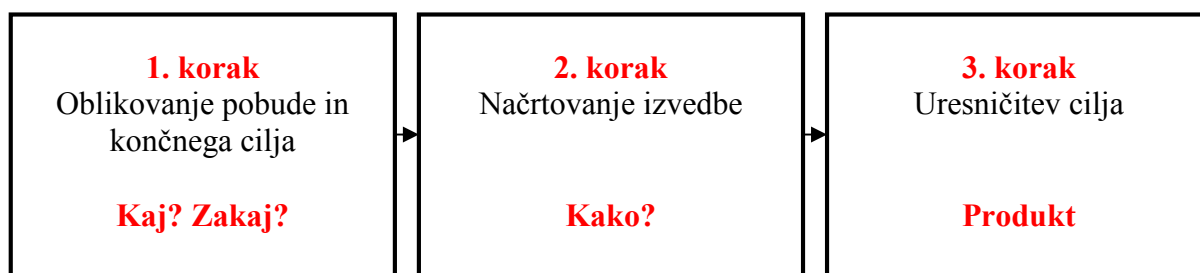 1. korak
Oblikovanje pobude in
končnega cilja
Kaj? Zakaj?
2. korak
Načrtovanje izvedbe
Kako?
3. korak
Uresničitev cilja
Produkt